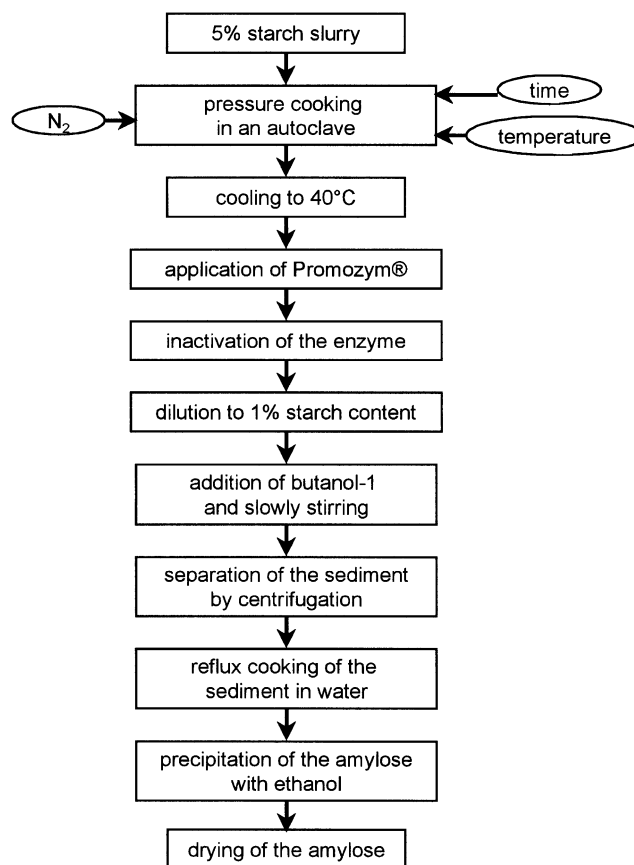 5% starch slurry
time
pressure cooking
in an autoclave
N₂
temperature
cooling to 40°C
application of Promozym®
inactivation of the enzyme
dilution to 1% starch content
addition of butanol-1
and slowly stirring
separation of the sediment
by centrifugation
reflux cooking of the
sediment in water
precipitation of the amylose
with ethanol
drying of the amylose